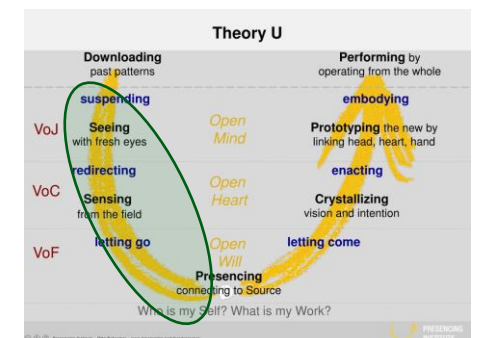 Theory U
Downloading
past patterns
Performing by
operating from the whole
suspending
embodying
VoJ
Seeing
with fresh eyes
Open
Mind
Prototyping the new by
linking head, heart, hand
redirecting
enacting
VoC
Sensing
from the field
Open
Heart
Crystallizing
vision and intention
letting go
letting come
VoF
Open
Will
Presencing
connecting to Source
Who is my Self? What is my Work?
PRESENCING